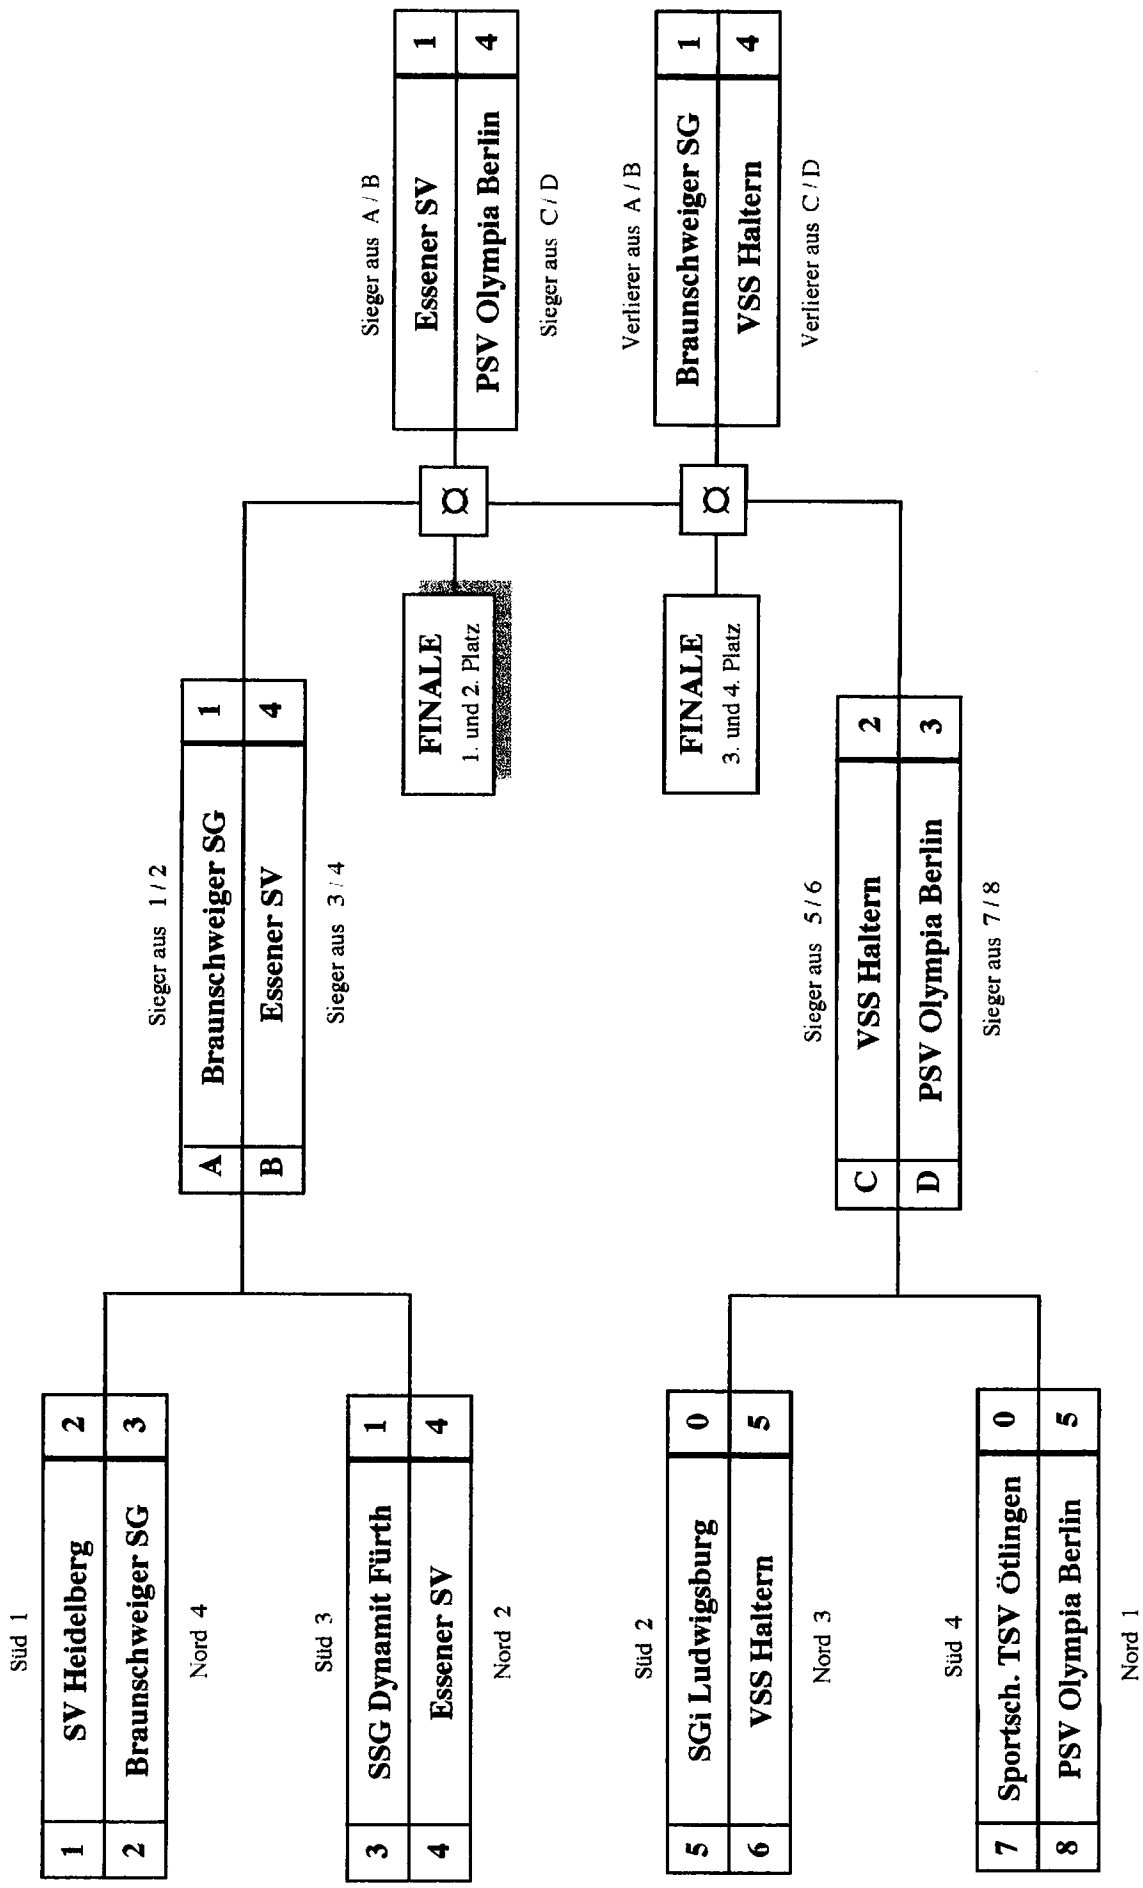 Süd 1
1 SV Heidelberg 2
2 Braunschweiger SG 3
Nord 4
Süd 3
3 SSG Dynamit Fürth 1
4 Essener SV 4
Nord 2
Süd 2
5 SGi Ludwigsburg 0
6 VSS Haltern 5
Nord 3
Süd 4
7 Sportsch. TSV Ötlingen 0
8 PSV Olympia Berlin 5
Nord 1
Sieger aus 1/2
A Braunschweiger SG 1
B Essener SV 4
Sieger aus 3/4
Sieger aus 5/6
C VSS Haltern 2
D PSV Olympia Berlin 3
Sieger aus 7/8
FINALE
1. und 2. Platz
FINALE
3. und 4. Platz
Sieger aus A/B
Essener SV 1
PSV Olympia Berlin 4
Sieger aus C/D
Verlierer aus A/B
Braunschweiger SG 1
VSS Haltern 4
Verlierer aus C/D